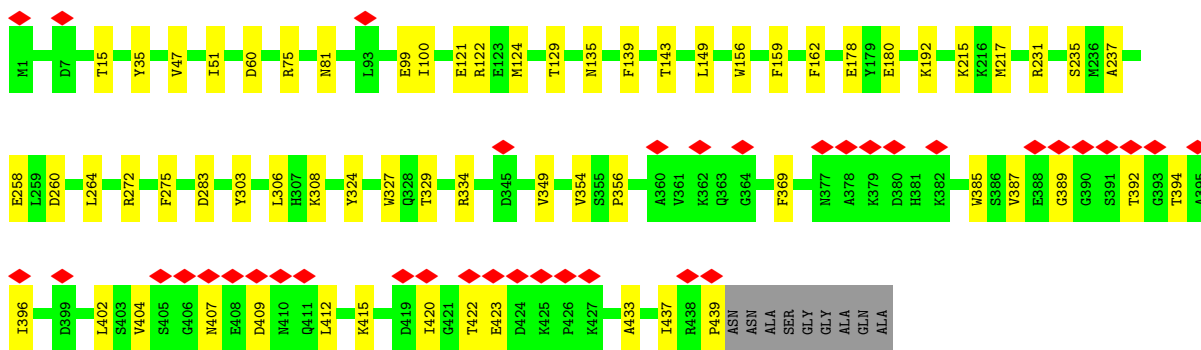 M1 D7 T15 Y35 V47 I51 D60 R75 N81 L93 E99 I100 E121 R122 E123 M124 T129 N135 F139 T143 L149 W156 F159 F162 E178 Y179 E180 K192 K215 K216 M217 R231 S235 M236 A237
E258 L259 D260 L264 R272 F275 D283 Y303 L306 H307 K308 Y324 W327 Q328 T329 R334 D345 V349 V354 S355 P356 A360 V361 K362 Q363 G364 F369 N377 A378 K379 D380 H381 K382 W385 S386 V387 E388 G389 G390 S391 T392 G393 T394 A395
I396 D399 L402 S403 V404 S405 G406 N407 E408 D409 N410 Q411 L412 K415 D419 I420 G421 T422 E423 D424 K425 P426 K427 A433 I437 R438 P439 ASN ASN ALA SER GLY GLY ALA GLN ALA